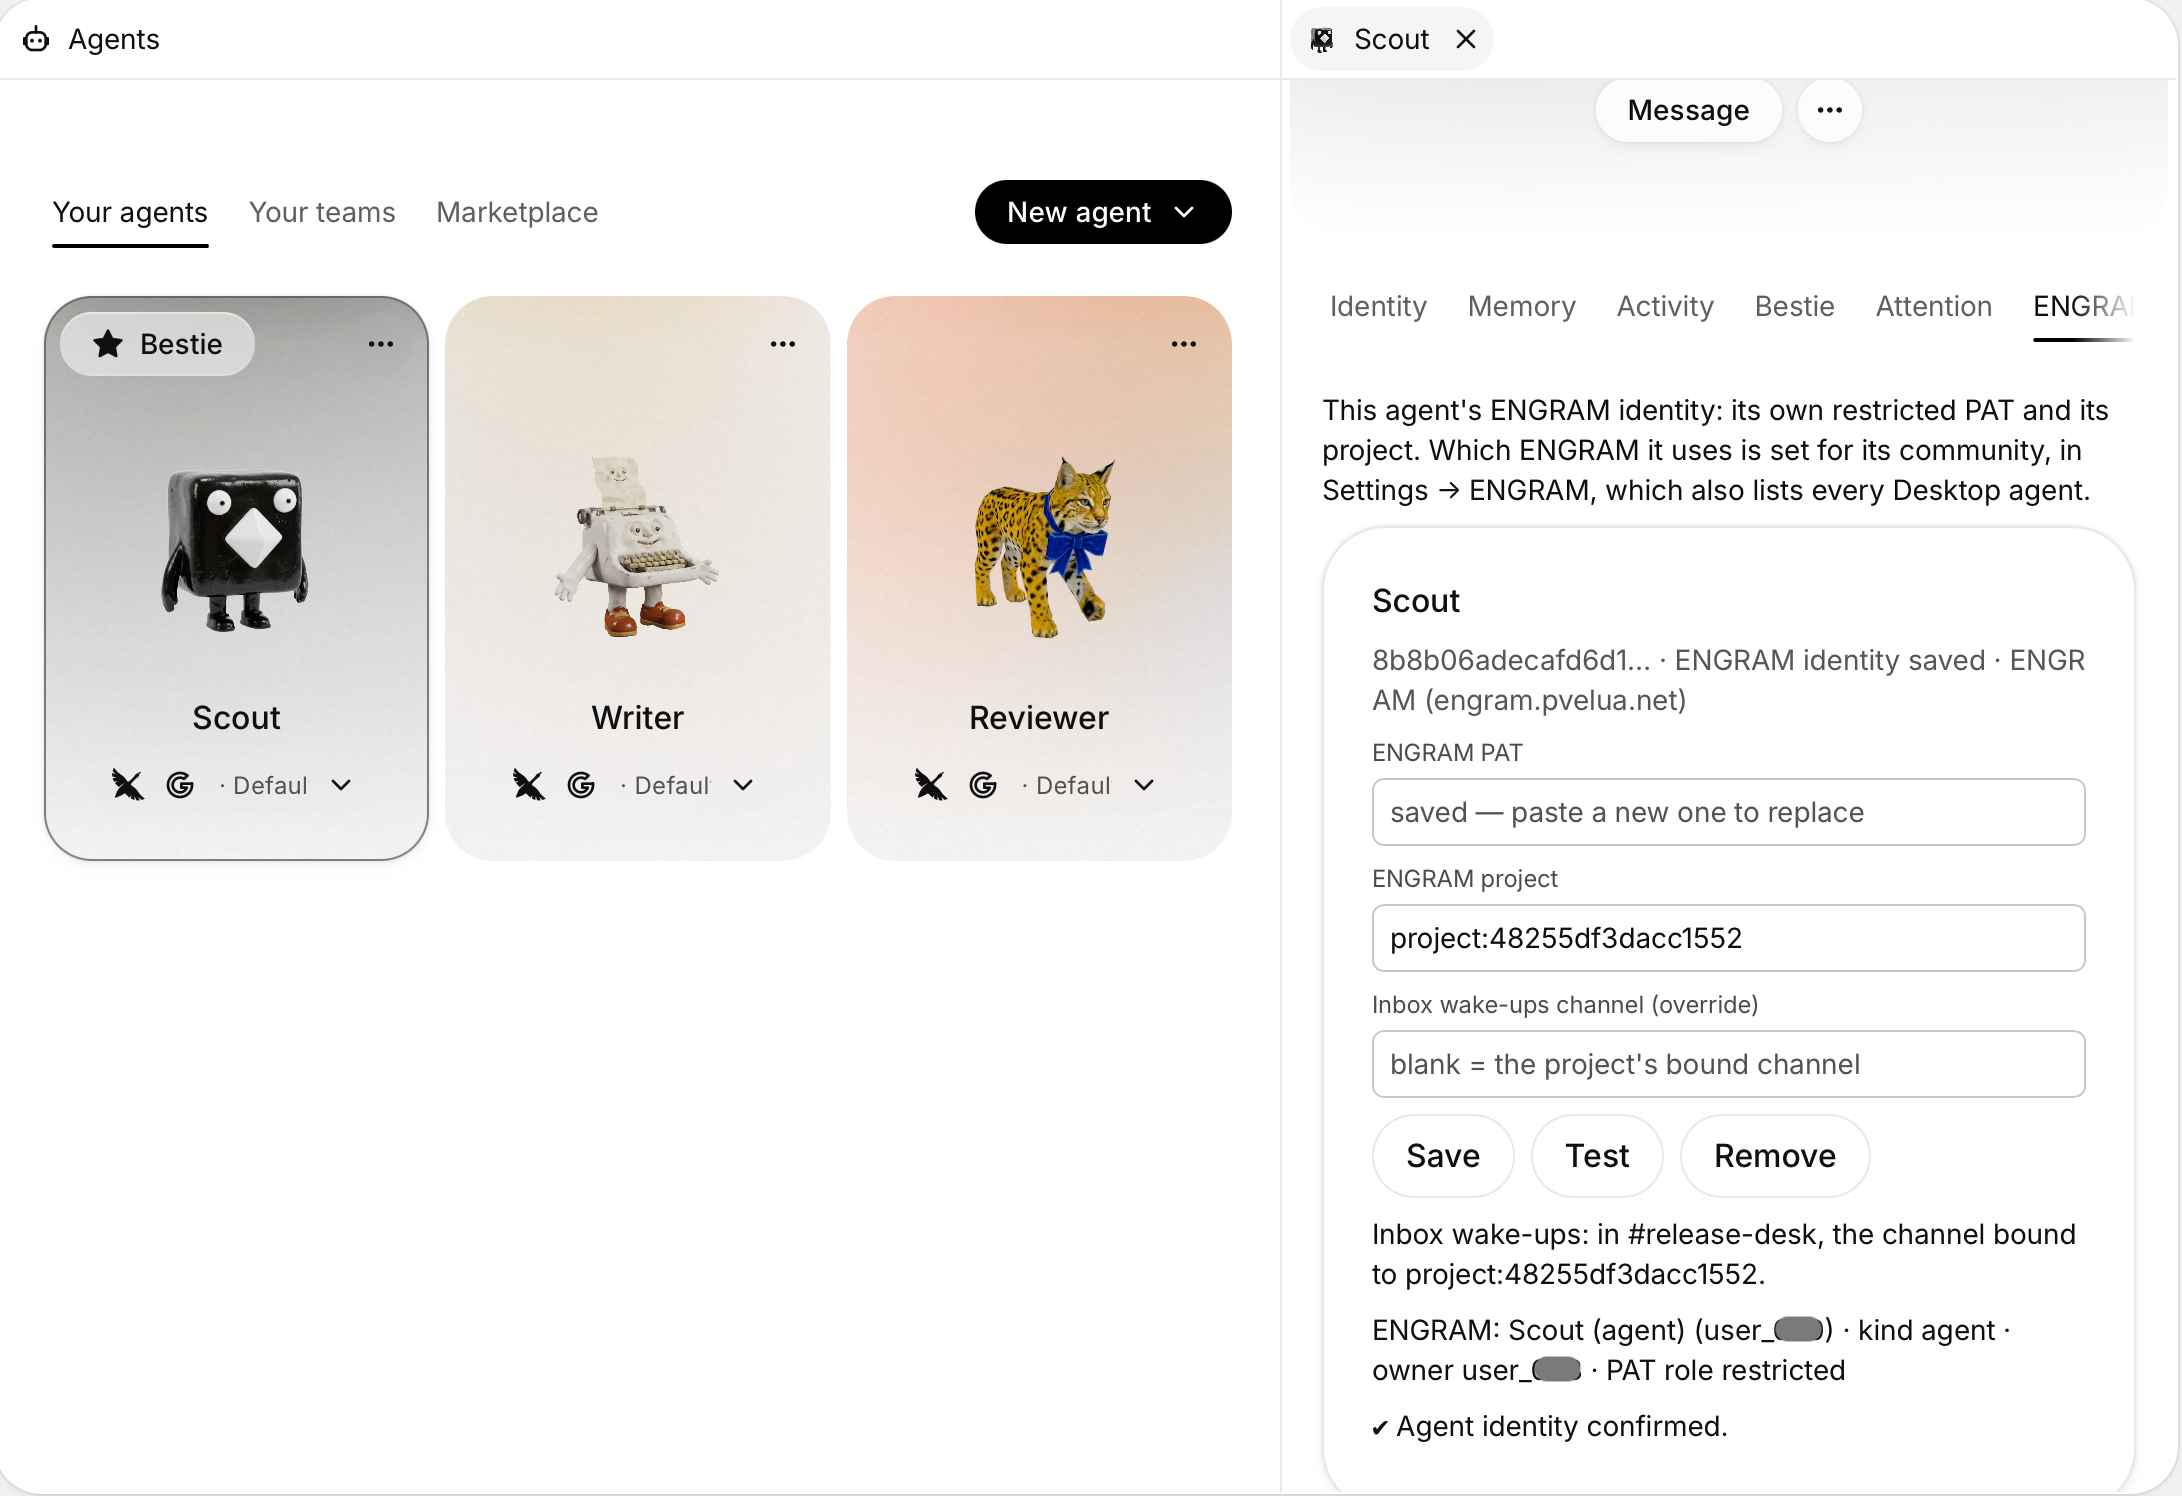 Agents
Scout
Message
Your agents
Your teams
Marketplace
New agent
Bestie
Scout
· Defaul
Writer
· Defaul
Reviewer
· Defaul
Identity
Memory
Activity
Bestie
Attention
ENGRA
This agent's ENGRAM identity: its own restricted PAT and its
project. Which ENGRAM it uses is set for its community, in
Settings → ENGRAM, which also lists every Desktop agent.
Scout
8b8b06adecafd6d1... · ENGRAM identity saved · ENGR
AM (engram.pvelua.net)
ENGRAM PAT
saved — paste a new one to replace
ENGRAM project
project:48255df3dacc1552
Inbox wake-ups channel (override)
blank = the project's bound channel
Save
Test
Remove
Inbox wake-ups: in #release-desk, the channel bound
to project:48255df3dacc1552.
ENGRAM: Scout (agent) (user_) · kind agent ·
owner user_ · PAT role restricted
✔ Agent identity confirmed.